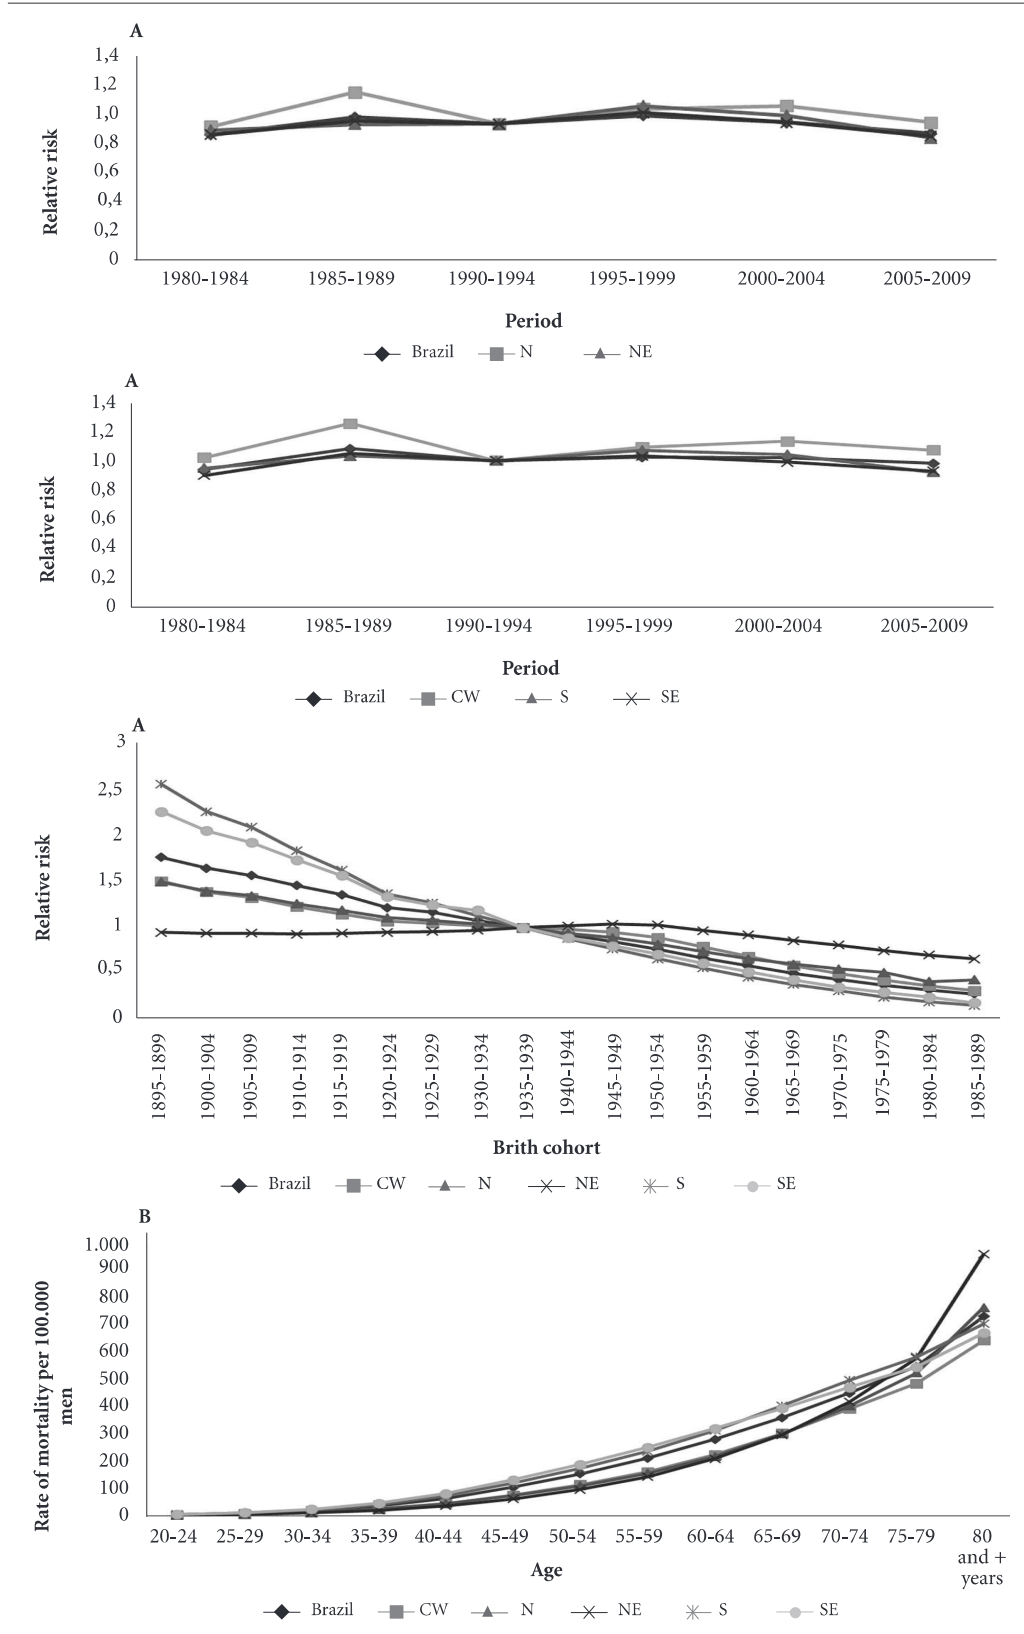 A
1,4
1,2
1,0
0,8
0,6
0,4
0,2
0
Relative risk
1980-1984 1985-1989 1990-1994 1995-1999 2000-2004 2005-2009
Period
Brazil N NE
A
1,4
1,2
1,0
0,8
0,6
0,4
0,2
0
Relative risk
1980-1984 1985-1989 1990-1994 1995-1999 2000-2004 2005-2009
Period
Brazil CW S SE
A
3
2,5
2
1,5
1
0,5
0
Relative risk
1895-1899
1900-1904
1905-1909
1910-1914
1915-1919
1920-1924
1925-1929
1930-1934
1935-1939
1940-1944
1945-1949
1950-1954
1955-1959
1960-1964
1965-1969
1970-1975
1975-1979
1980-1984
1985-1989
Brith cohort
Brazil CW N NE S SE
B
1.000
900
800
700
600
500
400
300
200
100
0
Rate of mortality per 100.000
men
20-24 25-29 30-34 35-39 40-44 45-49 50-54 55-59 60-64 65-69 70-74 75-79 80
and +
years
Age
Brazil CW N NE S SE